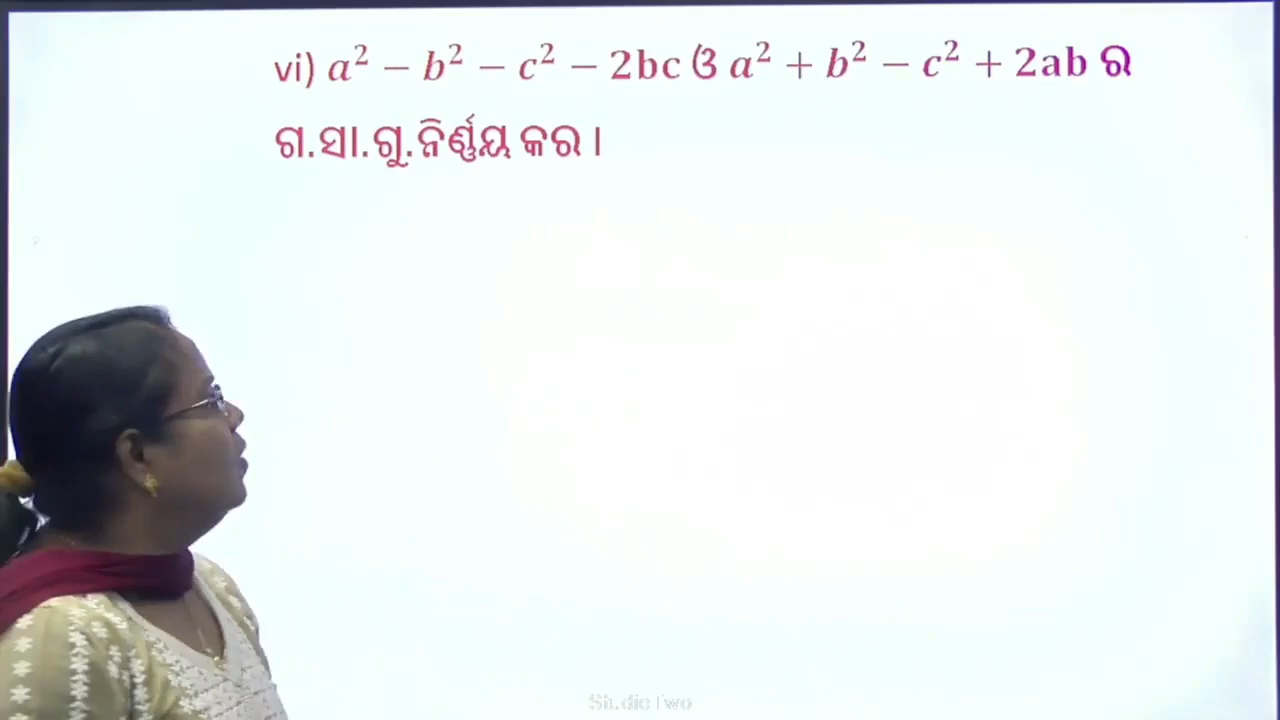 vi) a² − b² − c² − 2bc ଓ a² + b² − c² + 2ab ର
ଗ.ସା.ଗୁ.ନିର୍ଣ୍ଣୟ କର ।